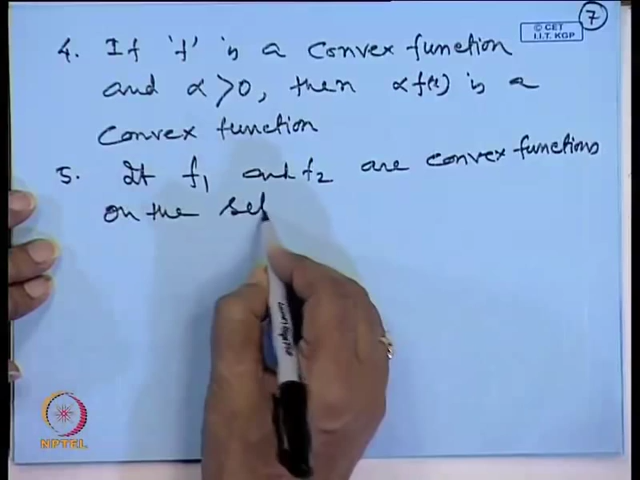 © CET
I.I.T. KGP
7
4. If 'f' is a convex function
and α > 0, then α f(x) is a
convex function
5. If f1 and f2 are convex functions
on the set
NPTEL